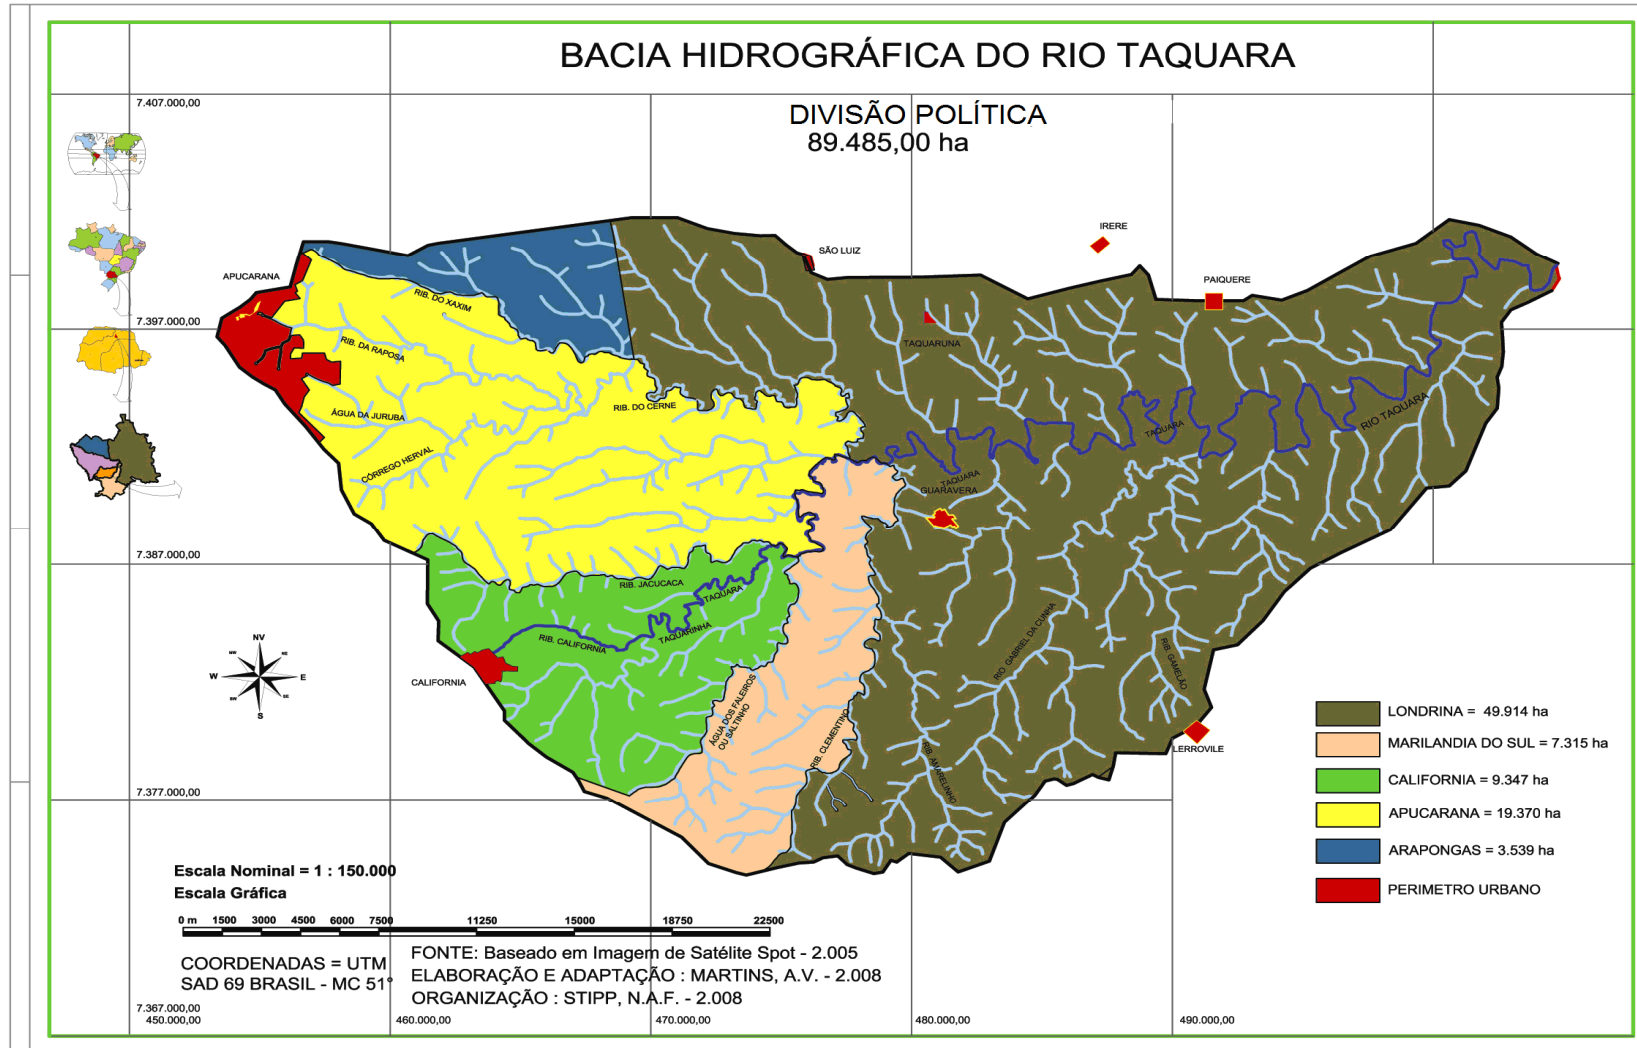 BACIA HIDROGRÁFICA DO RIO TAQUARA
DIVISÃO POLÍTICA
89.485,00 ha
7.407.000,00
7.397.000,00
7.387.000,00
7.377.000,00
7.367.000,00
450.000,00
460.000,00
470.000,00
480.000,00
490.000,00
APUCARANA
SÃO LUIZ
IRERE
PAIQUERE
RIB. DO XAXIM
RIB. DA RAPOSA
TAQUARUNA
ÁGUA DA JURUBA
RIB. DO CERNE
RIO TAQUARA
TAQUARA
CÓRREGO HERVAL
TAQUARA
GUARAVERA
RIB. JACUCACA
TAQUARA
RIB. CALIFORNIA
TAQUARINHA
RIO. GABRIEL DA CUNHA
RIB. GAMELÃO
CALIFORNIA
ÁGUA DOS FALEIROS
OU SALTINHO
RIB. CLEMENTINO
RIB. AMARELINHO
LERROVILE
NV
NW
NE
W
E
SW
SE
S
LONDRINA = 49.914 ha
MARILANDIA DO SUL = 7.315 ha
CALIFORNIA = 9.347 ha
APUCARANA = 19.370 ha
ARAPONGAS = 3.539 ha
PERIMETRO URBANO
Escala Nominal = 1 : 150.000
Escala Gráfica
0 m 1500 3000 4500 6000 7500 11250 15000 18750 22500
COORDENADAS = UTM
SAD 69 BRASIL - MC 51°
FONTE: Baseado em Imagem de Satélite Spot - 2.005
ELABORAÇÃO E ADAPTAÇÃO : MARTINS, A.V. - 2.008
ORGANIZAÇÃO : STIPP, N.A.F. - 2.008